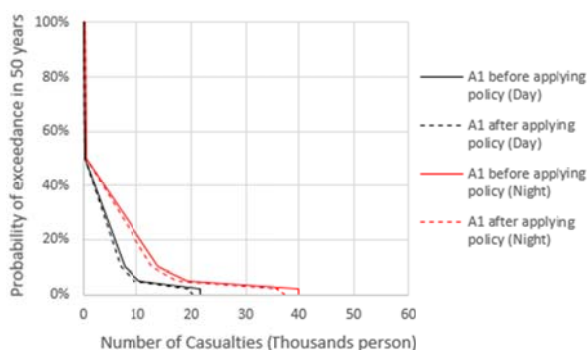 Probability of exceedance in 50 years
100%
80%
60%
40%
20%
0%
0
10
20
30
40
50
60
Number of Casualties (Thousands person)
A1 before applying
policy (Day)
A1 after applying
policy (Day)
A1 before applying
policy (Night)
A1 after applying
policy (Night)